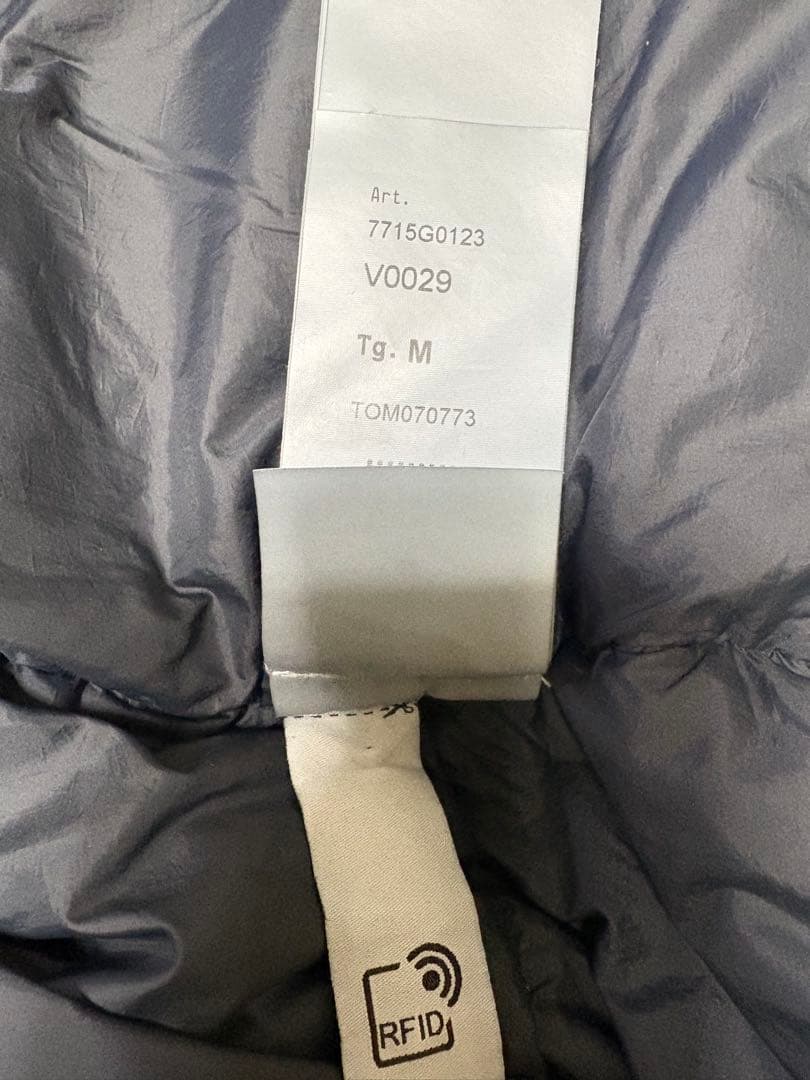 Art.
7715G0123
V0029
Tg. M
TOM070773
RFID